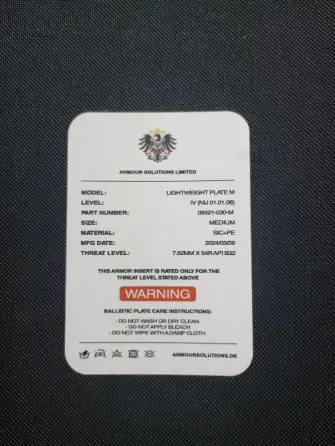 ARMOUR SOLUTIONS LIMITED
MODEL: LIGHTWEIGHT PLATE M
LEVEL: IV (NIJ 01.01.06)
PART NUMBER: 09321-030-M
SIZE: MEDIUM
MATERIAL: SIC+PE
MFG DATE: 2024/03/09
THREAT LEVEL: 7.62MM X 54R API B32
THIS ARMOR INSERT IS RATED ONLY FOR THE
THREAT LEVEL STATED ABOVE
WARNING
BALLISTIC PLATE CARE INSTRUCTIONS:
- DO NOT WASH OR DRY CLEAN
- DO NOT APPLY BLEACH
- DO NOT WIPE WITH A DAMP CLOTH
ARMOURSOLUTIONS.DE